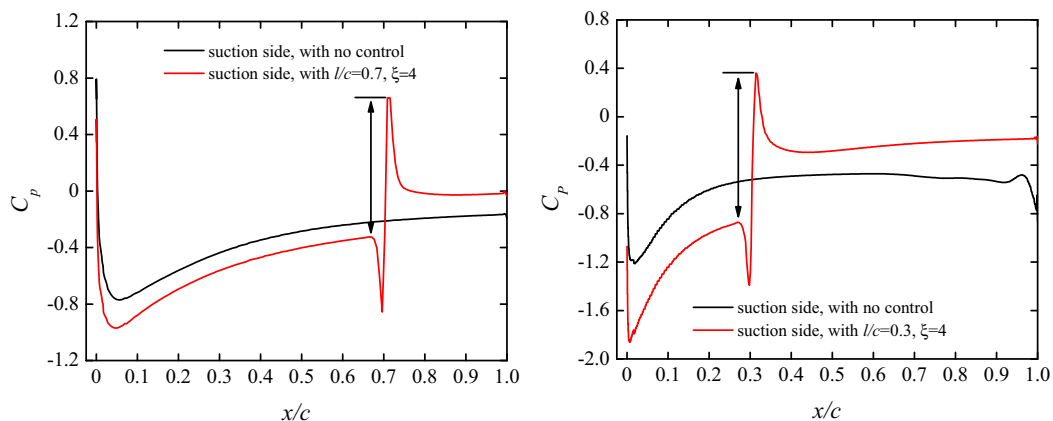 1.2
0.8
0.4
0
-0.4
-0.8
-1.2
C_p
suction side, with no control
suction side, with l/c=0.7, ξ=4
0 0.1 0.2 0.3 0.4 0.5 0.6 0.7 0.8 0.9 1.0
x/c
0.8
0.4
0
-0.4
-0.8
-1.2
-1.6
-2.0
C_P
suction side, with no control
suction side, with l/c=0.3, ξ=4
0 0.1 0.2 0.3 0.4 0.5 0.6 0.7 0.8 0.9 1.0
x/c